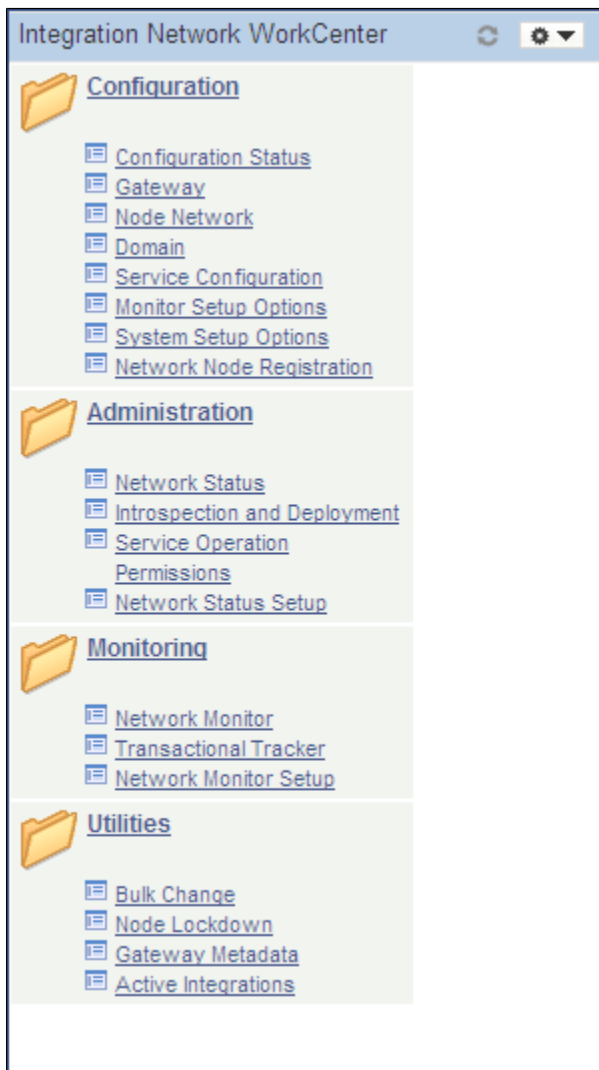 Integration Network WorkCenter
Configuration
Configuration Status
Gateway
Node Network
Domain
Service Configuration
Monitor Setup Options
System Setup Options
Network Node Registration
Administration
Network Status
Introspection and Deployment
Service Operation
Permissions
Network Status Setup
Monitoring
Network Monitor
Transactional Tracker
Network Monitor Setup
Utilities
Bulk Change
Node Lockdown
Gateway Metadata
Active Integrations